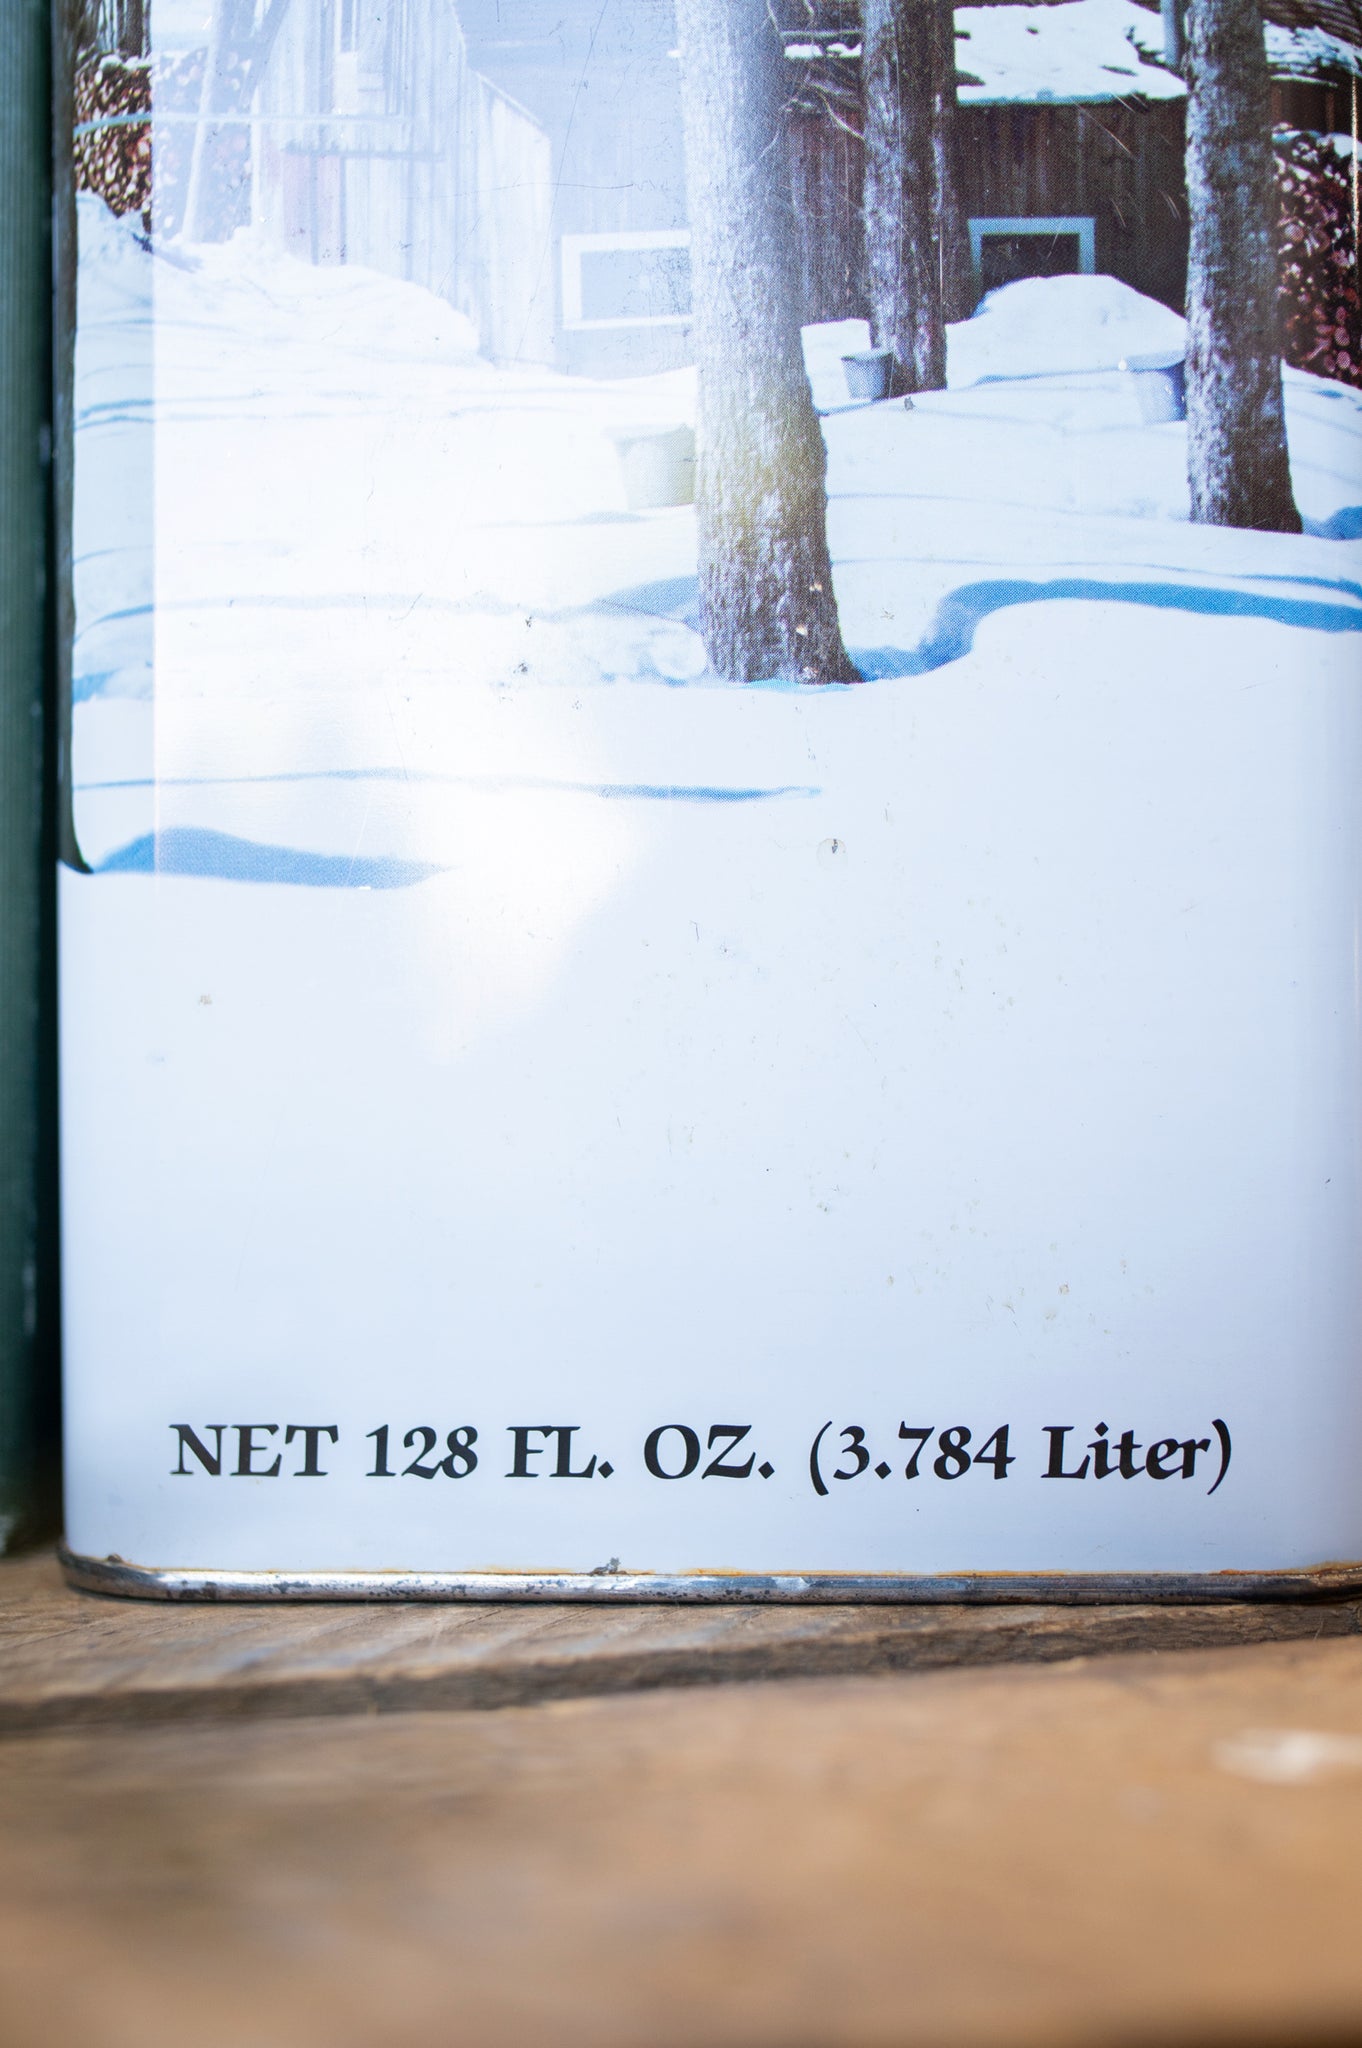 NET 128 FL. OZ. (3.784 Liter)